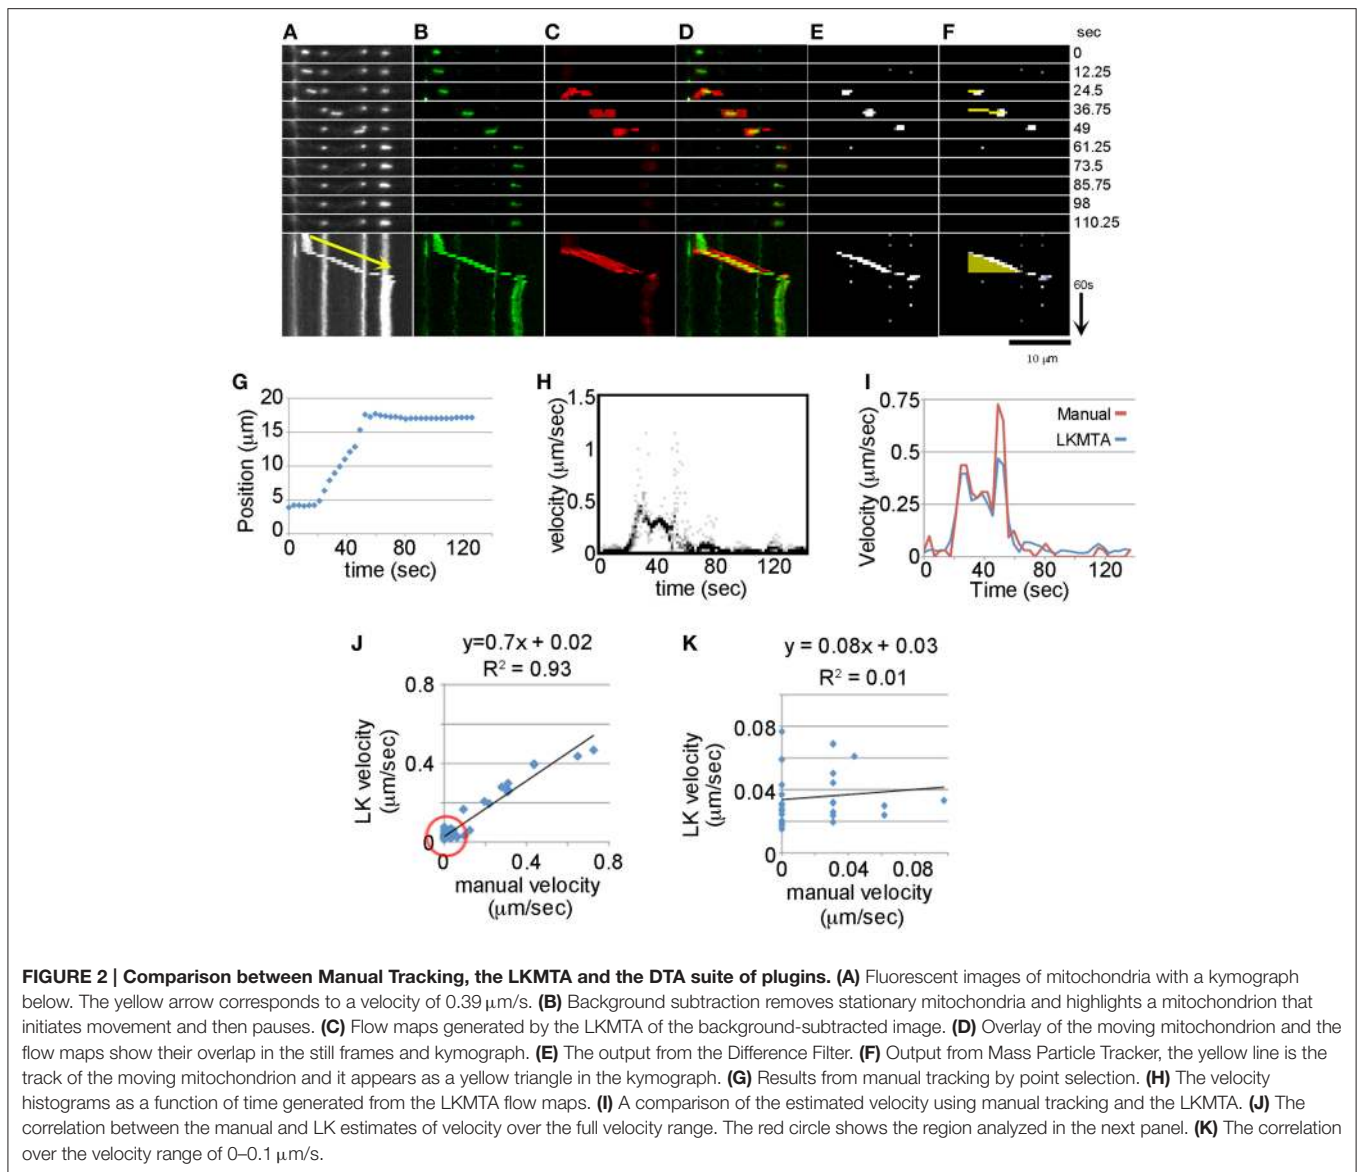 A B C D E F sec
0
12.25
24.5
36.75
49
61.25
73.5
85.75
98
110.25
60s
10 μm
G
20
15
10
5
0
Position (μm)
0 40 80 120
time (sec)
H
1.5
1
0.5
0
velocity (μm/sec)
0 40 80 120
time (sec)
I
0.75
0.5
0.25
0
Velocity (μm/sec)
Manual
LKMTA
0 40 80 120
Time (sec)
J
y=0.7x + 0.02
R² = 0.93
0.8
0.4
0
LK velocity
(μm/sec)
0 0.4 0.8
manual velocity
(μm/sec)
K
y = 0.08x + 0.03
R² = 0.01
0.08
0.04
0
LK velocity
(μm/sec)
0 0.04 0.08
manual velocity
(μm/sec)
FIGURE 2 | Comparison between Manual Tracking, the LKMTA and the DTA suite of plugins. (A) Fluorescent images of mitochondria with a kymograph
below. The yellow arrow corresponds to a velocity of 0.39 μm/s. (B) Background subtraction removes stationary mitochondria and highlights a mitochondrion that
initiates movement and then pauses. (C) Flow maps generated by the LKMTA of the background-subtracted image. (D) Overlay of the moving mitochondrion and the
flow maps show their overlap in the still frames and kymograph. (E) The output from the Difference Filter. (F) Output from Mass Particle Tracker, the yellow line is the
track of the moving mitochondrion and it appears as a yellow triangle in the kymograph. (G) Results from manual tracking by point selection. (H) The velocity
histograms as a function of time generated from the LKMTA flow maps. (I) A comparison of the estimated velocity using manual tracking and the LKMTA. (J) The
correlation between the manual and LK estimates of velocity over the full velocity range. The red circle shows the region analyzed in the next panel. (K) The correlation
over the velocity range of 0–0.1 μm/s.